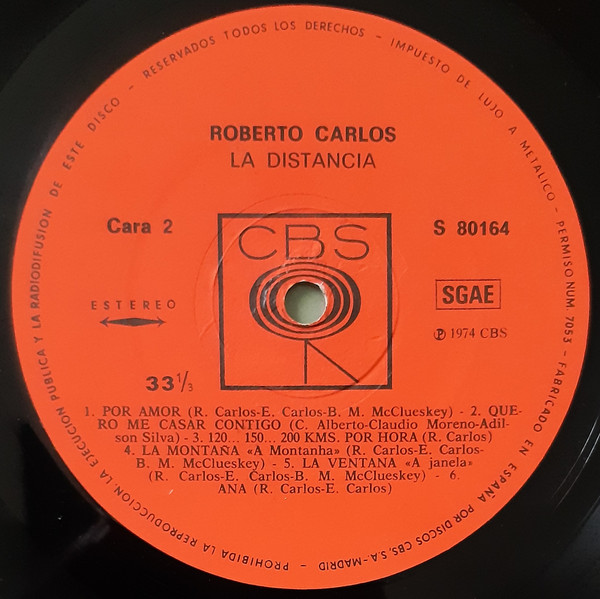 RESERVADOS TODOS LOS DERECHOS - IMPUESTO DE LUJO A METALICO - PERMISO NUM. 7053 - FABRICADO EN ESPAÑA POR DISCOS CBS, S.A.-MADRID - PROHIBIDA LA REPRODUCCION, LA EJECUCION PUBLICA Y LA RADIODIFUSION DE ESTE DISCO -
ROBERTO CARLOS
LA DISTANCIA
Cara 2
S 80164
CBS
ESTEREO
SGAE
Ⓟ 1974 CBS
33 1/3
1. POR AMOR (R. Carlos-E. Carlos-B. M. McClueskey) - 2. QUE-
RO ME CASAR CONTIGO (C. Alberto-Claudio Moreno-Adil-
son Silva) - 3. 120... 150... 200 KMS. POR HORA (R. Carlos)
4. LA MONTAÑA «A Montanha» (R. Carlos-E. Carlos-
B. M. McClueskey) - 5. LA VENTANA «A janela»
(R. Carlos-E. Carlos-B. M. McClueskey) - 6.
ANA (R. Carlos-E. Carlos)